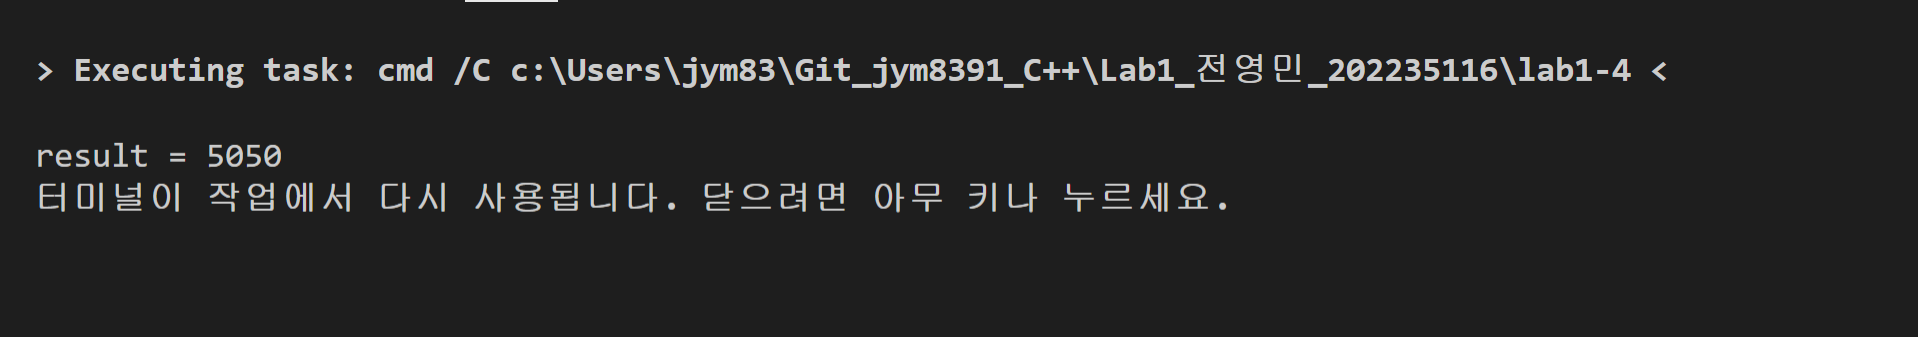 > Executing task: cmd /C c:\Users\jym83\Git_jym8391_C++\Lab1_전영민_202235116\lab1-4 <
result = 5050
터미널이 작업에서 다시 사용됩니다. 닫으려면 아무 키나 누르세요.